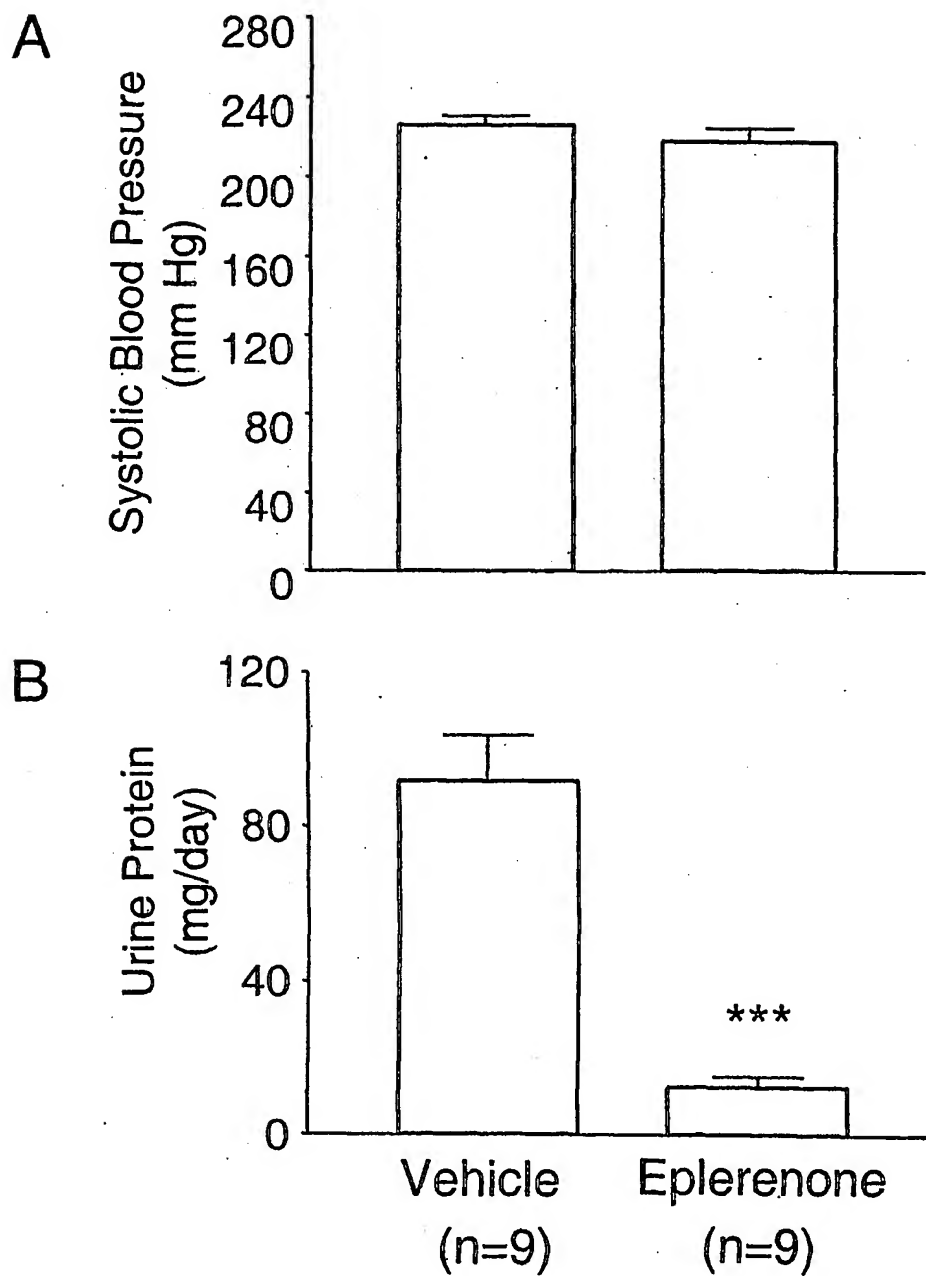 A
Systolic Blood Pressure
(mm Hg)
280
240
200
160
120
80
40
0
B
Urine Protein
(mg/day)
120
80
40
0
***
Vehicle
(n=9)
Eplerenone
(n=9)